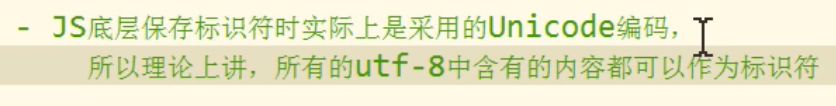 - JS底层保存标识符时实际上是采用的Unicode编码，
所以理论上讲，所有的utf-8中含有的内容都可以作为标识符